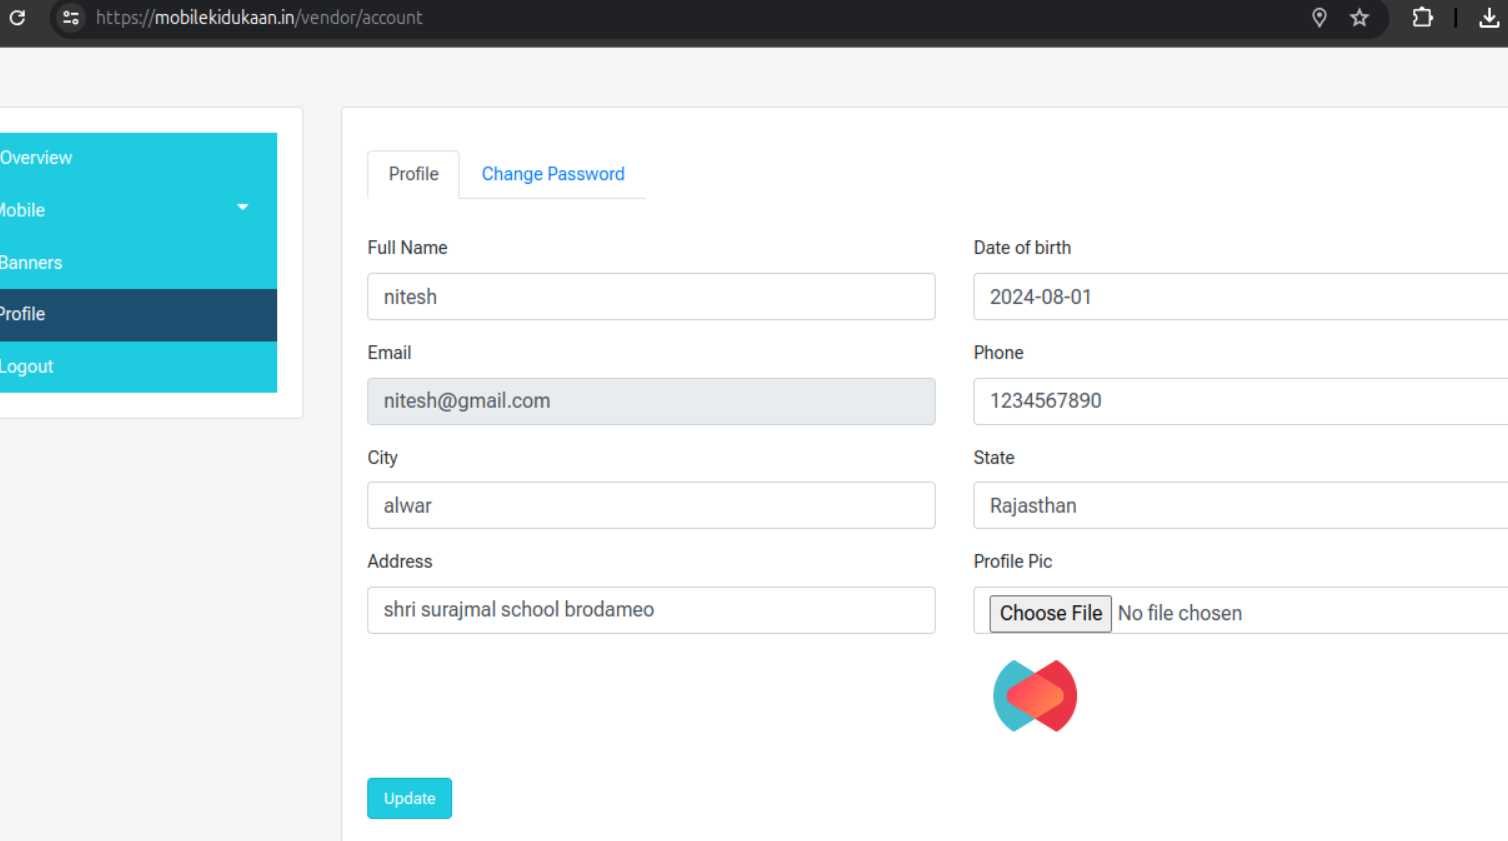 https://mobilekidukaan.in/vendor/account
Overview
Mobile
Banners
Profile
Logout
Profile Change Password
Full Name Date of birth
nitesh 2024-08-01
Email Phone
nitesh@gmail.com 1234567890
City State
alwar Rajasthan
Address Profile Pic
shri surajmal school brodameo Choose File No file chosen
Update